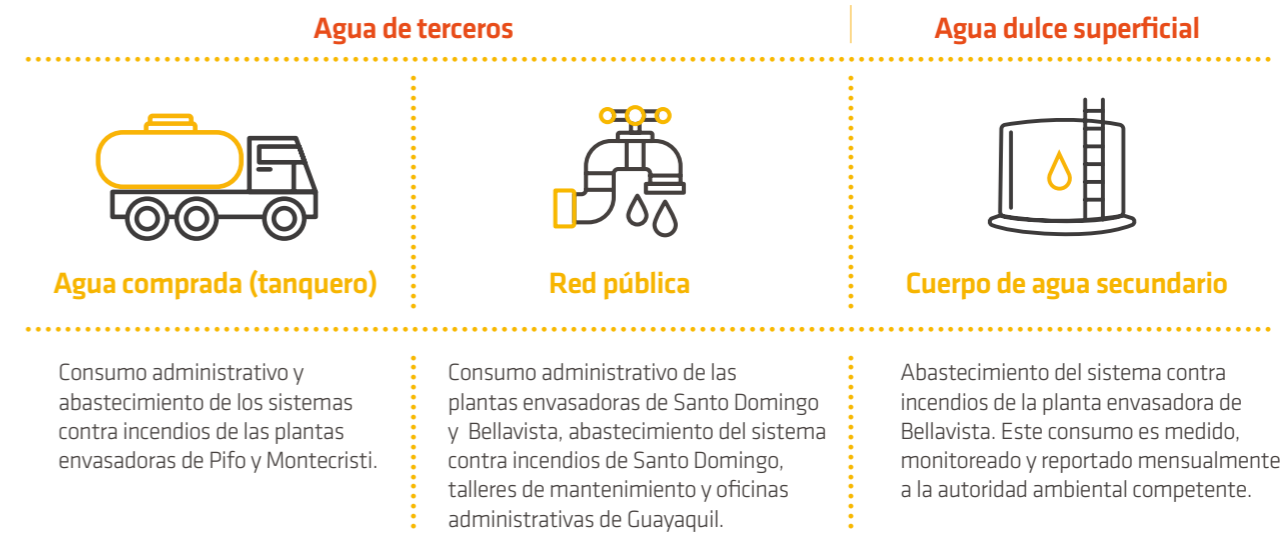 Agua de terceros
Agua dulce superficial
Agua comprada (tanquero)
Red pública
Cuerpo de agua secundario
Consumo administrativo y
abastecimiento de los sistemas
contra incendios de las plantas
envasadoras de Pifo y Montecristi.
Consumo administrativo de las
plantas envasadoras de Santo Domingo
y Bellavista, abastecimiento del sistema
contra incendios de Santo Domingo,
talleres de mantenimiento y oficinas
administrativas de Guayaquil.
Abastecimiento del sistema contra
incendios de la planta envasadora de
Bellavista. Este consumo es medido,
monitoreado y reportado mensualmente
a la autoridad ambiental competente.